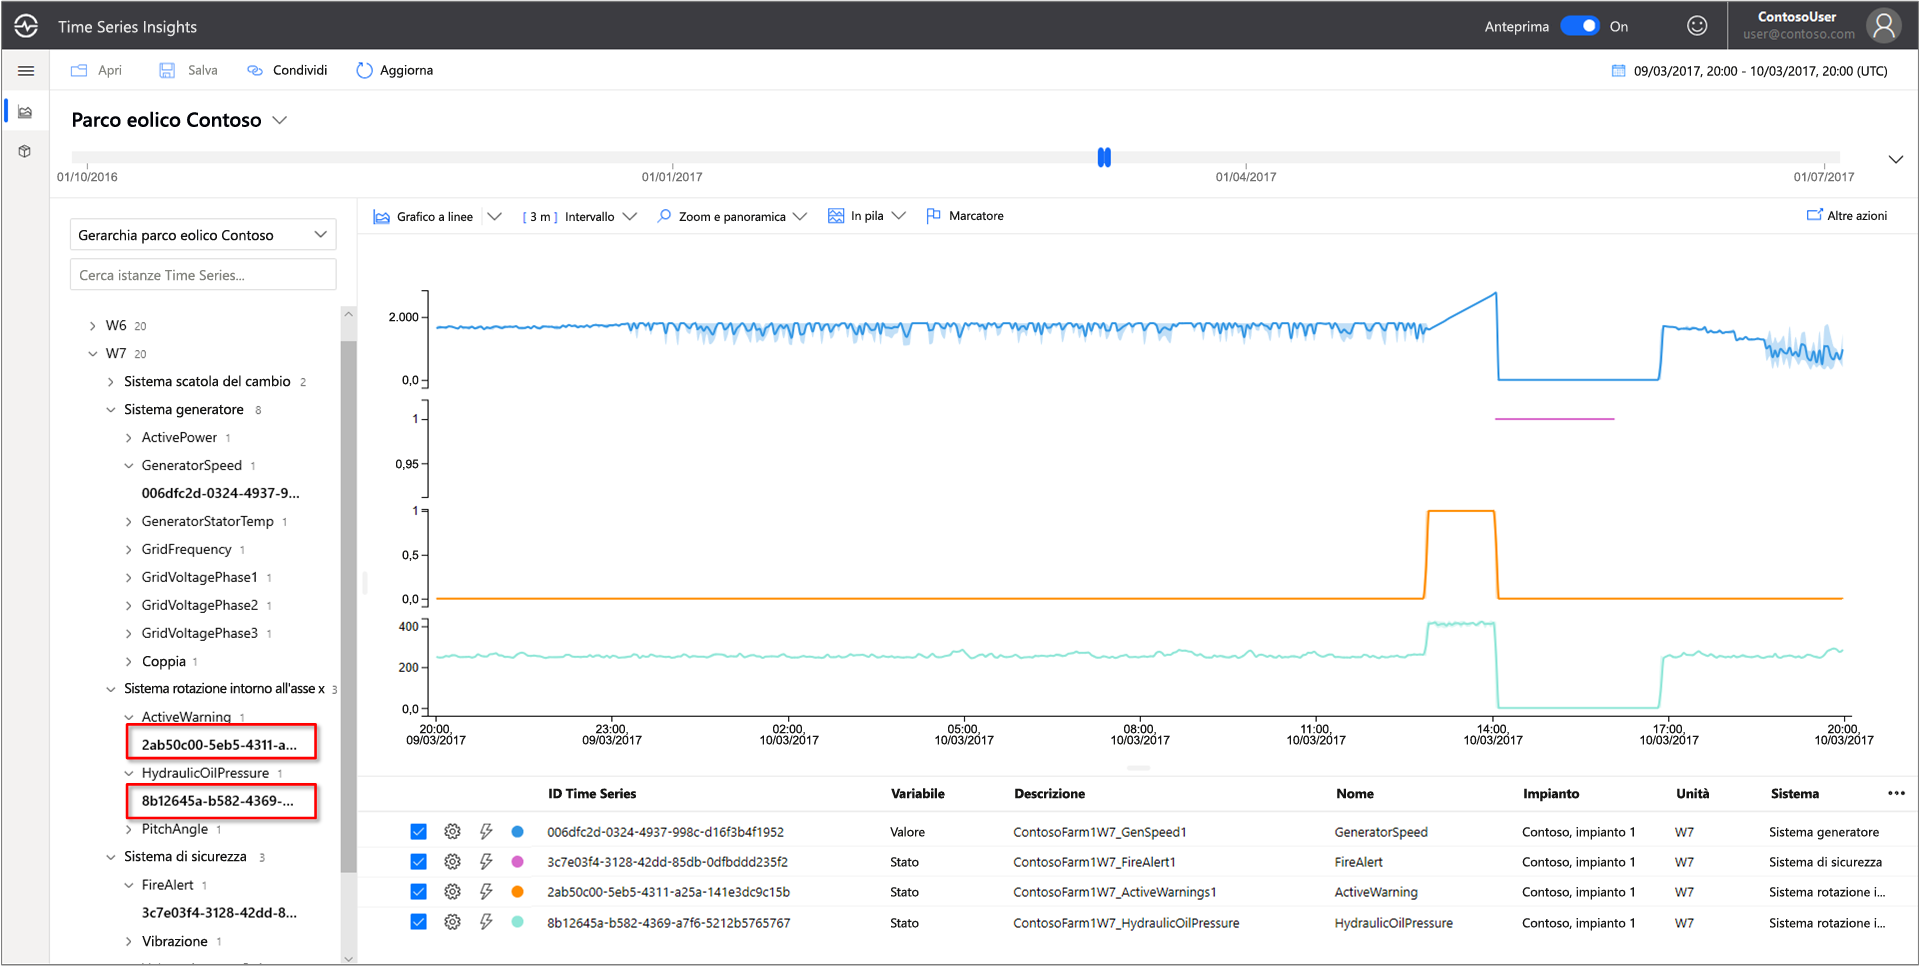 Time Series Insights
Anteprima On
ContosoUser
user@contoso.com
Apri Salva Condividi Aggiorna
09/03/2017, 20:00 - 10/03/2017, 20:00 (UTC)
Parco eolico Contoso
01/10/2016 01/01/2017 01/04/2017 01/07/2017
Gerarchia parco eolico Contoso
Cerca istanze Time Series...
W6 20
W7 20
Sistema scatola del cambio 2
Sistema generatore 8
ActivePower 1
GeneratorSpeed 1
006dfc2d-0324-4937-9...
GeneratorStatorTemp 1
GridFrequency 1
GridVoltagePhase1 1
GridVoltagePhase2 1
GridVoltagePhase3 1
Coppia 1
Sistema rotazione intorno all'asse x 3
ActiveWarning 1
2ab50c00-5eb5-4311-a...
HydraulicOilPressure 1
8b12645a-b582-4369-...
PitchAngle 1
Sistema di sicurezza 3
FireAlert 1
3c7e03f4-3128-42dd-8...
Vibrazione 1
Grafico a linee [ 3 m ] Intervallo Zoom e panoramica In pila Marcatore Altre azioni
2.000
0,0
1
0,95
1
0,5
0,0
400
200
0,0
20:00, 23:00, 02:00, 05:00, 08:00, 11:00, 14:00, 17:00, 20:00,
09/03/2017 09/03/2017 10/03/2017 10/03/2017 10/03/2017 10/03/2017 10/03/2017 10/03/2017 10/03/2017
ID Time Series Variabile Descrizione Nome Impianto Unità Sistema ...
006dfc2d-0324-4937-998c-d16f3b4f1952 Valore ContosoFarm1W7_GenSpeed1 GeneratorSpeed Contoso, impianto 1 W7 Sistema generatore
3c7e03f4-3128-42dd-85db-0dfbddd235f2 Stato ContosoFarm1W7_FireAlert1 FireAlert Contoso, impianto 1 W7 Sistema di sicurezza
2ab50c00-5eb5-4311-a25a-141e3dc9c15b Stato ContosoFarm1W7_ActiveWarnings1 ActiveWarning Contoso, impianto 1 W7 Sistema rotazione i...
8b12645a-b582-4369-a7f6-5212b5765767 Stato ContosoFarm1W7_HydraulicOilPressure HydraulicOilPressure Contoso, impianto 1 W7 Sistema rotazione i...